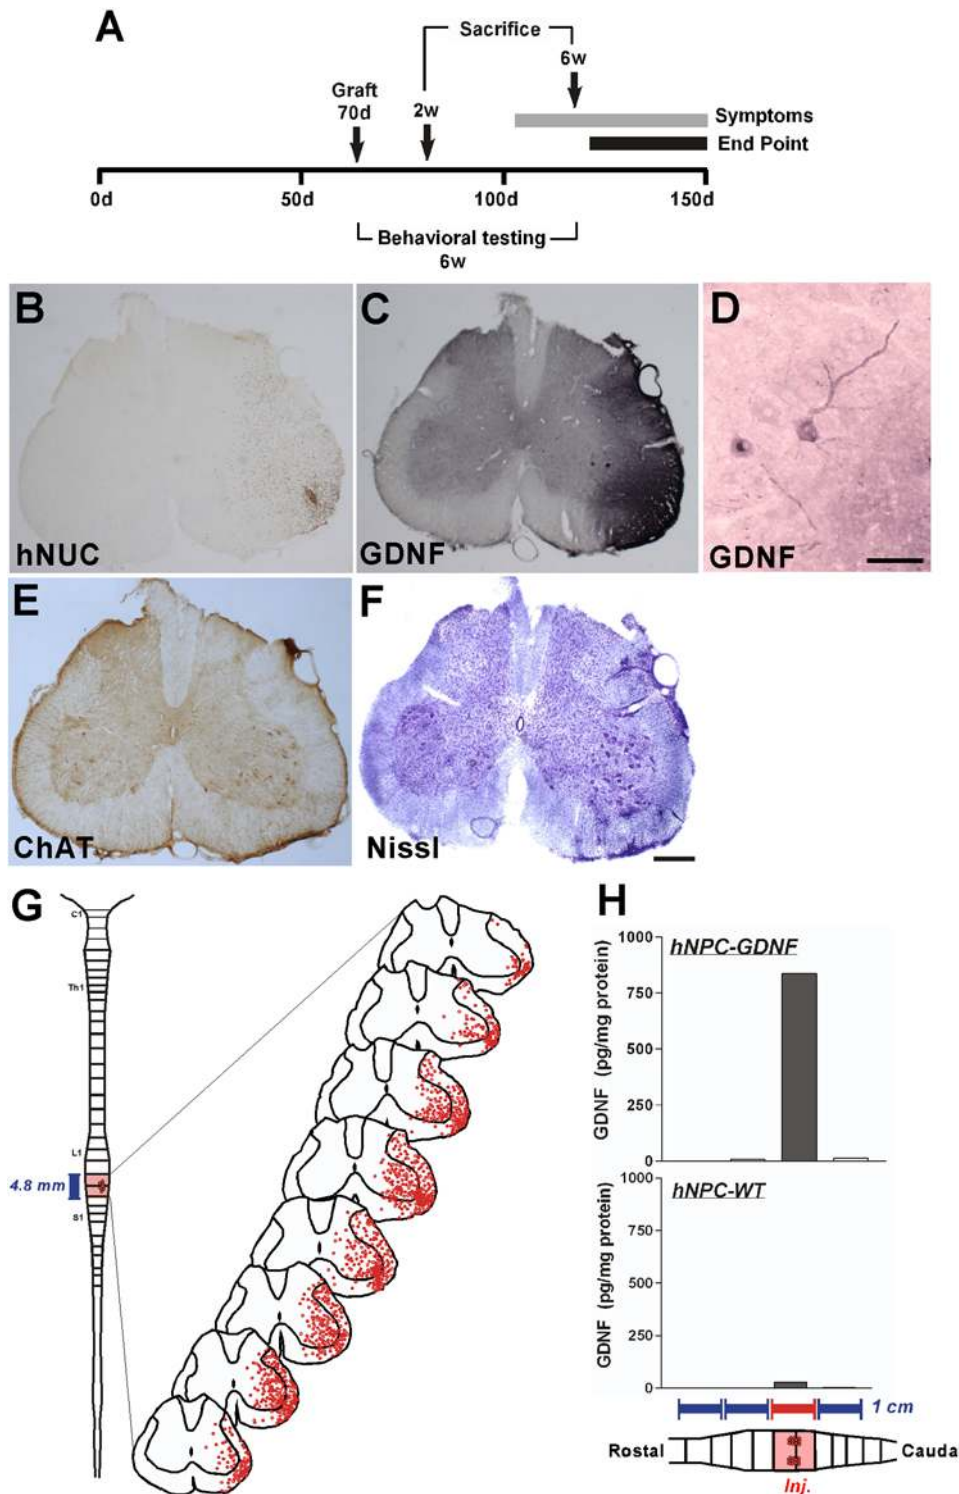 A
Sacrifice
6w
Graft
70d
2w
Symptoms
End Point
0d 50d 100d 150d
Behavioral testing
6w
B
hNUC
C
GDNF
D
GDNF
E
ChAT
F
Nissl
G
C1
Th1
L1
4.8 mm
S1
H
hNPC-GDNF
GDNF (pg/mg protein)
1000
750
500
250
0
hNPC-WT
GDNF (pg/mg protein)
1000
750
500
250
0
1 cm
Rostal
Cauda
Inj.